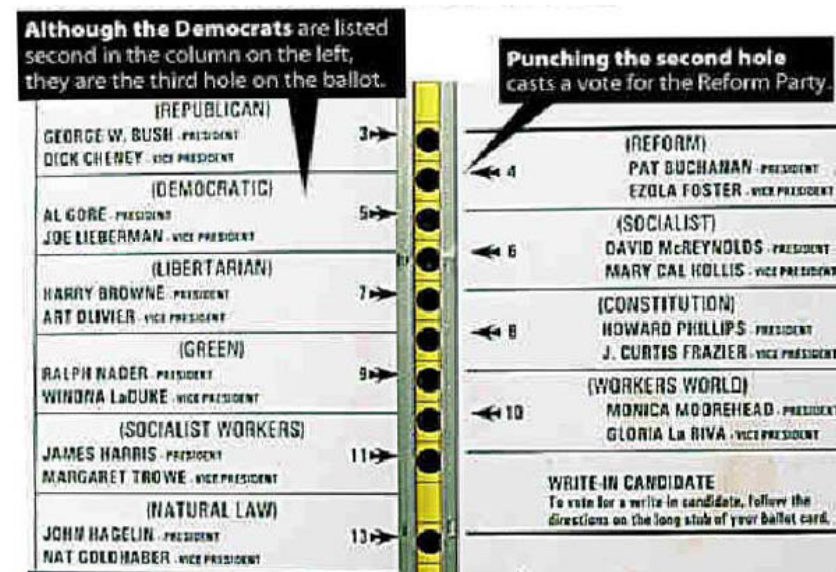 Although the Democrats are listed
second in the column on the left,
they are the third hole on the ballot.
Punching the second hole
casts a vote for the Reform Party.
(REPUBLICAN)
GEORGE W. BUSH - PRESIDENT
DICK CHENEY - VICE PRESIDENT
3
(DEMOCRATIC)
AL GORE - PRESIDENT
JOE LIEBERMAN - VICE PRESIDENT
5
(LIBERTARIAN)
HARRY BROWNE - PRESIDENT
ART OLIVIER - VICE PRESIDENT
7
(GREEN)
RALPH NADER - PRESIDENT
WINONA LaDUKE - VICE PRESIDENT
9
(SOCIALIST WORKERS)
JAMES HARRIS - PRESIDENT
MARGARET TROWE - VICE PRESIDENT
11
(NATURAL LAW)
JOHN HAGELIN - PRESIDENT
NAT GOLDHABER - VICE PRESIDENT
13
(REFORM)
4 PAT BUCHANAN - PRESIDENT
EZOLA FOSTER - VICE PRESIDENT
(SOCIALIST)
6 DAVID McREYNOLDS - PRESIDENT
MARY CAL HOLLIS - VICE PRESIDENT
(CONSTITUTION)
8 HOWARD PHILLIPS - PRESIDENT
J. CURTIS FRAZIER - VICE PRESIDENT
(WORKERS WORLD)
10 MONICA MOOREHEAD - PRESIDENT
GLORIA La RIVA - VICE PRESIDENT
WRITE-IN CANDIDATE
To vote for a write-in candidate, follow the
directions on the long stub of your ballot card.